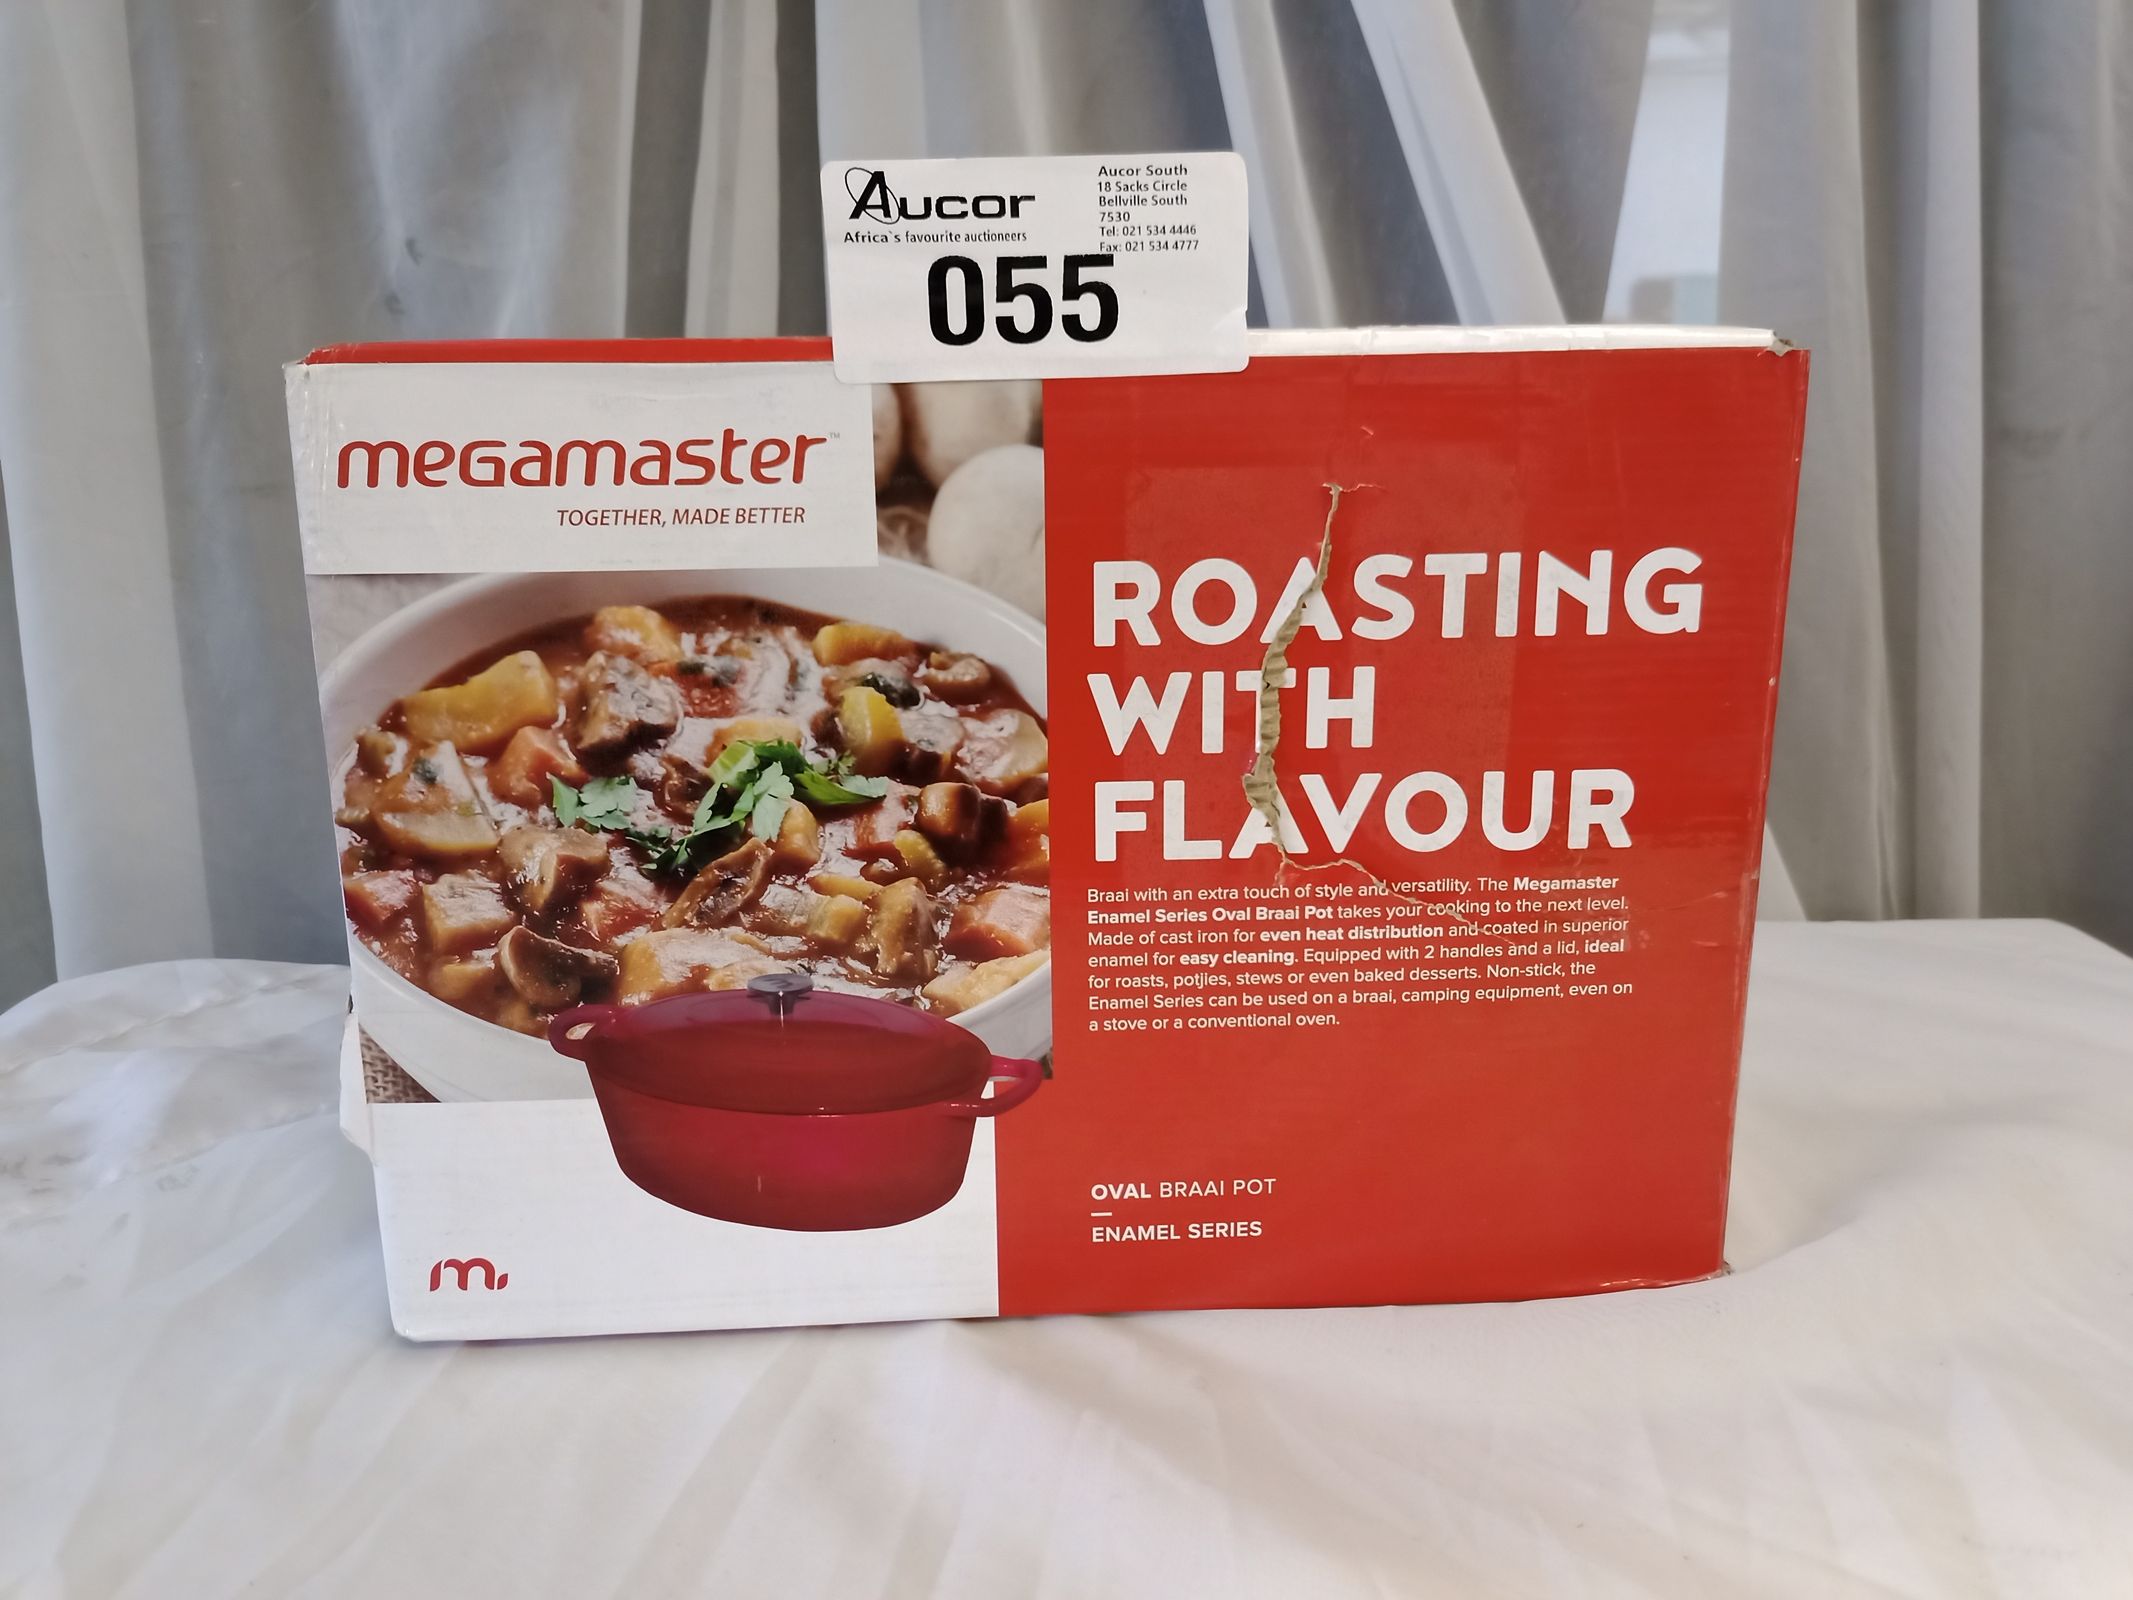 Aucor
Africa`s favourite auctioneers
Aucor South
18 Sacks Circle
Bellville South
7530
Tel: 021 534 4446
Fax: 021 534 4777
055
megamaster™
TOGETHER, MADE BETTER
ROASTING
WITH
FLAVOUR
Braai with an extra touch of style and versatility. The Megamaster
Enamel Series Oval Braai Pot takes your cooking to the next level.
Made of cast iron for even heat distribution and coated in superior
enamel for easy cleaning. Equipped with 2 handles and a lid, ideal
for roasts, potjies, stews or even baked desserts. Non-stick, the
Enamel Series can be used on a braai, camping equipment, even on
a stove or a conventional oven.
OVAL BRAAI POT
ENAMEL SERIES
m